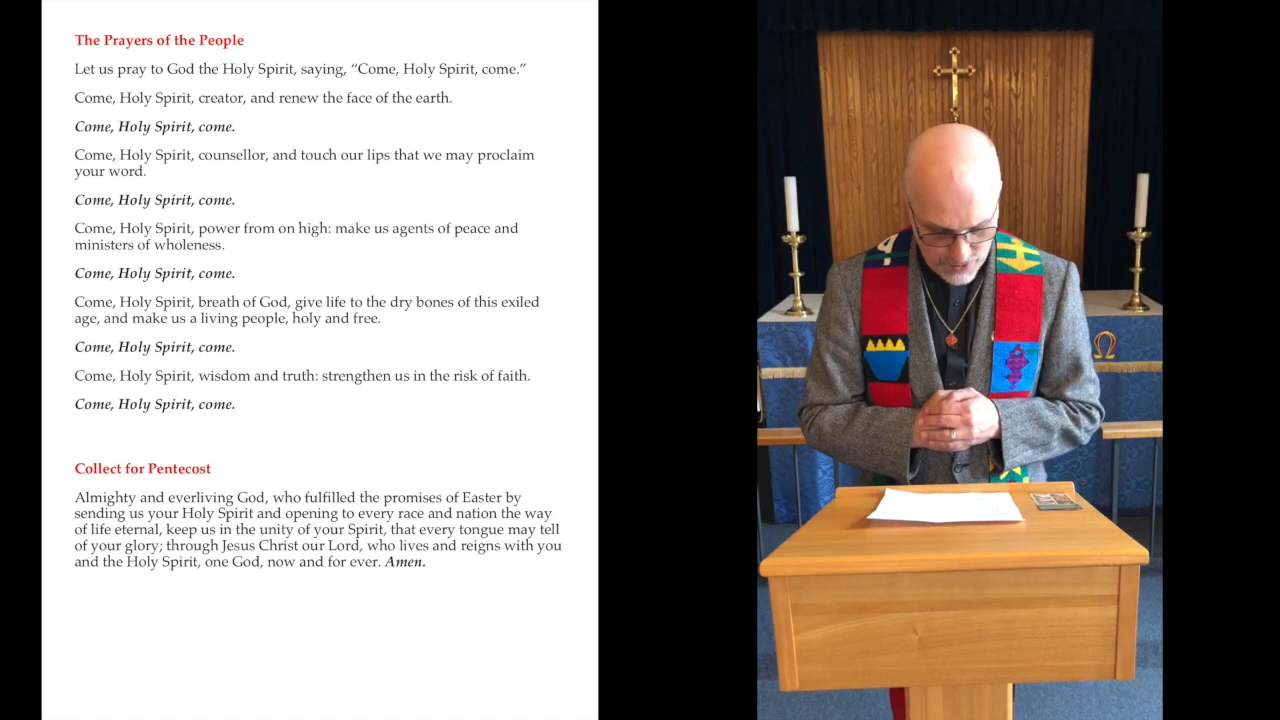 The Prayers of the People
Let us pray to God the Holy Spirit, saying, “Come, Holy Spirit, come.”
Come, Holy Spirit, creator, and renew the face of the earth.
Come, Holy Spirit, come.
Come, Holy Spirit, counsellor, and touch our lips that we may proclaim
your word.
Come, Holy Spirit, come.
Come, Holy Spirit, power from on high: make us agents of peace and
ministers of wholeness.
Come, Holy Spirit, come.
Come, Holy Spirit, breath of God, give life to the dry bones of this exiled
age, and make us a living people, holy and free.
Come, Holy Spirit, come.
Come, Holy Spirit, wisdom and truth: strengthen us in the risk of faith.
Come, Holy Spirit, come.
Collect for Pentecost
Almighty and everliving God, who fulfilled the promises of Easter by
sending us your Holy Spirit and opening to every race and nation the way
of life eternal, keep us in the unity of your Spirit, that every tongue may tell
of your glory; through Jesus Christ our Lord, who lives and reigns with you
and the Holy Spirit, one God, now and for ever. Amen.
Ω